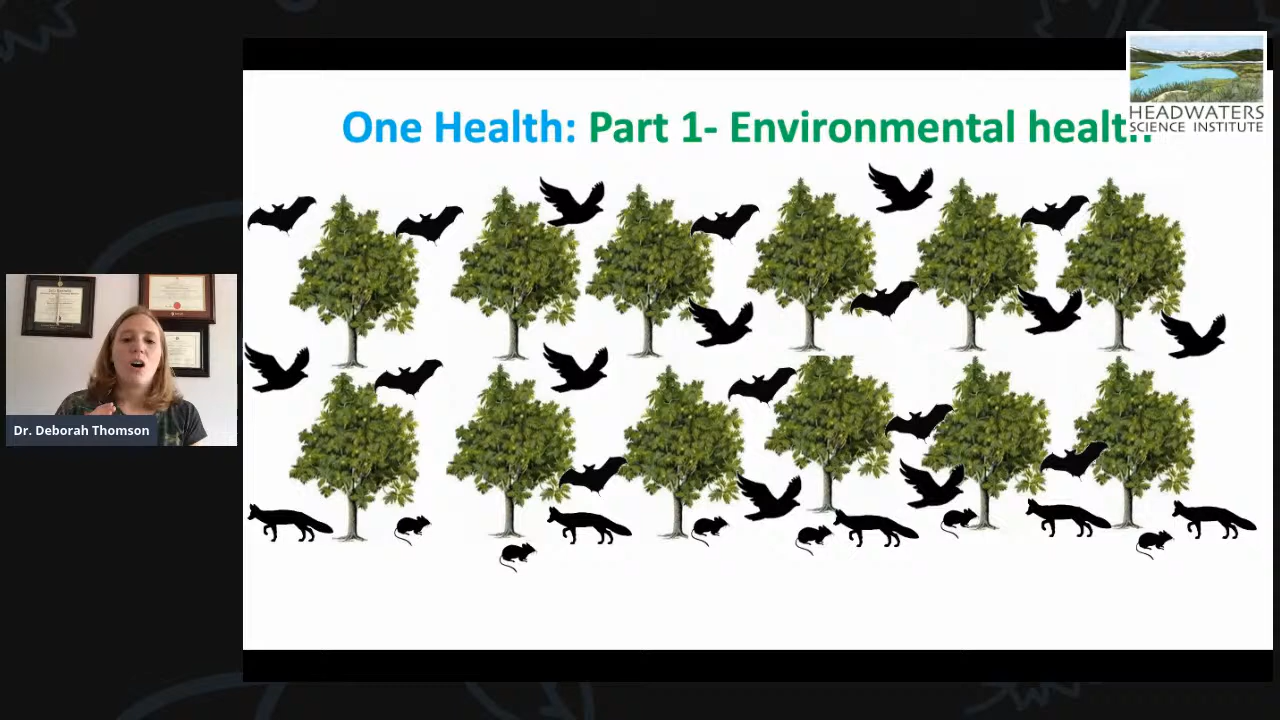 One Health: Part 1- Environmental health
HEADWATERS
SCIENCE INSTITUTE
Dr. Deborah Thomson